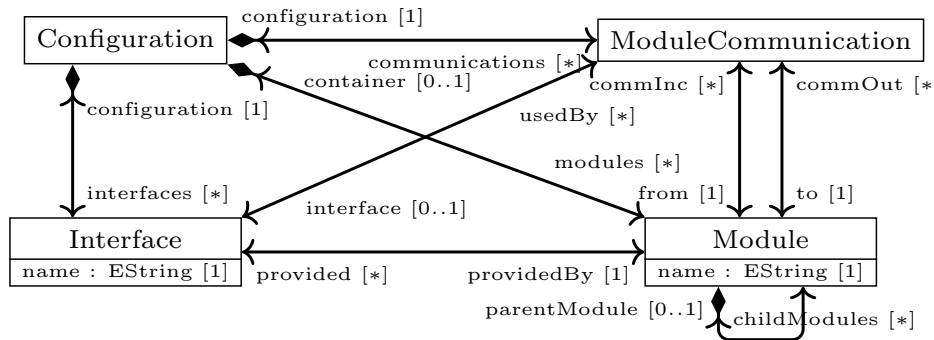 configuration [1]
Configuration
ModuleCommunication
communications [*]
container [0..1]
commInc [*]
commOut [*
configuration [1]
usedBy [*]
modules [*]
interfaces [*]
interface [0..1]
from [1]
to [1]
Interface
Module
name : EString [1]
name : EString [1]
provided [*]
providedBy [1]
parentModule [0..1]
childModules [*]